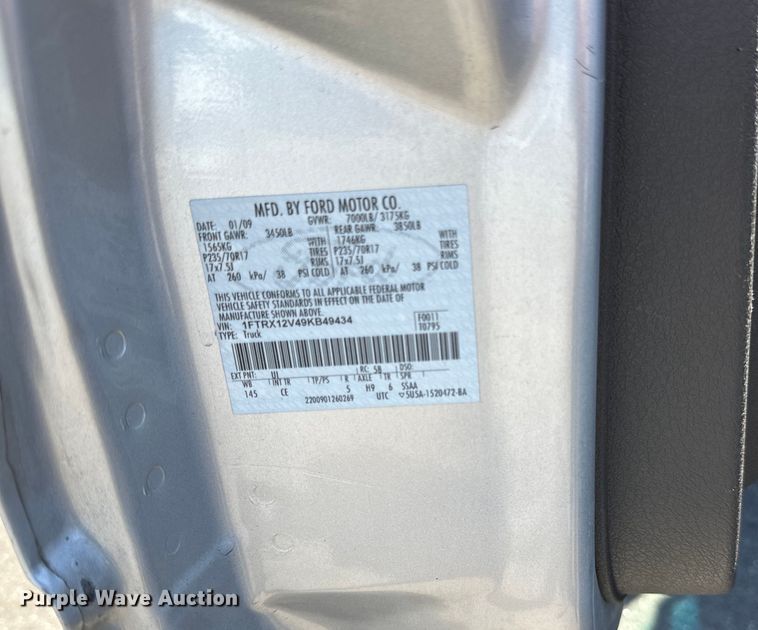 MFD. BY FORD MOTOR CO.
DATE: 01/09 GVWR: 7000LB/ 3175KG
FRONT GAWR: 3450LB REAR GAWR: 3850LB
1565KG WITH 1746KG WITH
P235/70R17 TIRES P235/70R17 TIRES
17x7.5J RIMS 17x7.5J RIMS
AT 260 kPa/ 38 PSI COLD AT 260 kPa/ 38 PSI COLD
THIS VEHICLE CONFORMS TO ALL APPLICABLE FEDERAL MOTOR
VEHICLE SAFETY STANDARDS IN EFFECT ON THE DATE OF
MANUFACTURE SHOWN ABOVE.
VIN: 1FTRX12V49KB49434 F0011
TYPE: Truck T0795
EXT PNT: UI RC: 5B DSO:
WB INT TR TP/PS R AXLE TR SPR
145 CE 5 H9 6 SSAA
2200901260269 UTC ▽5U5A-1520472-BA
Purple Wave Auction